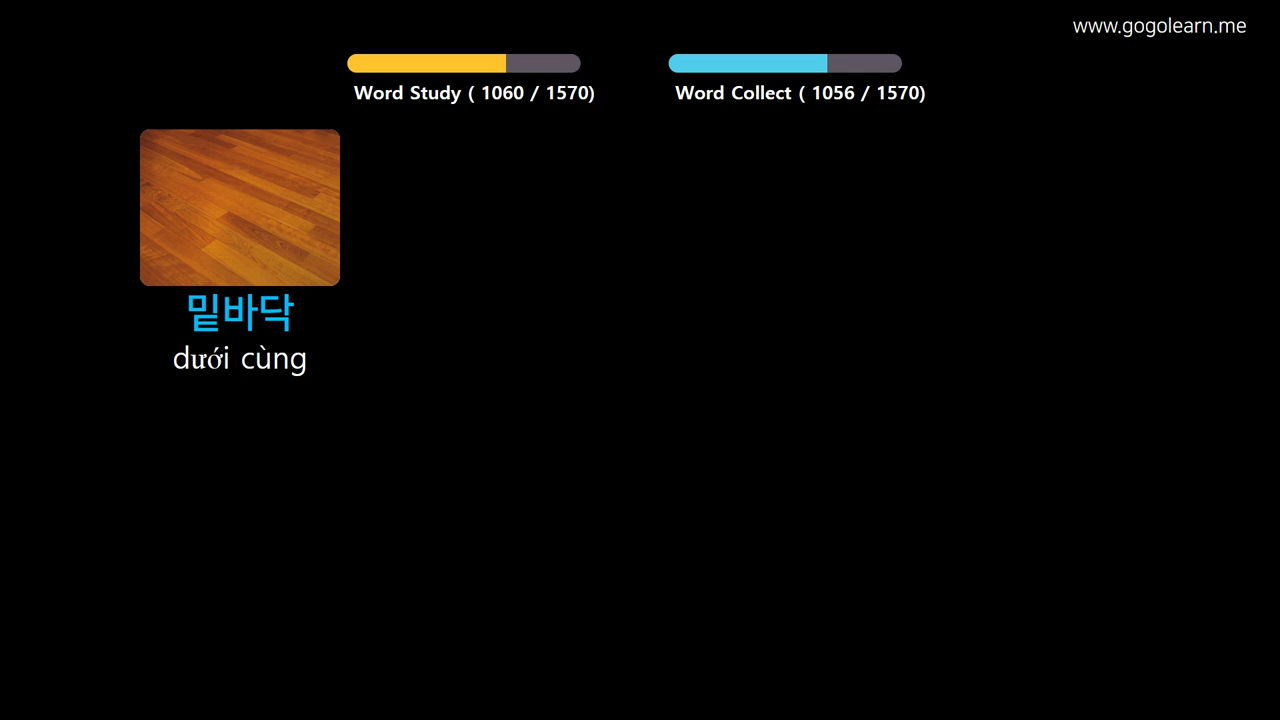 www.gogolearn.me
Word Study ( 1060 / 1570)
Word Collect ( 1056 / 1570)
밑바닥
dưới cùng